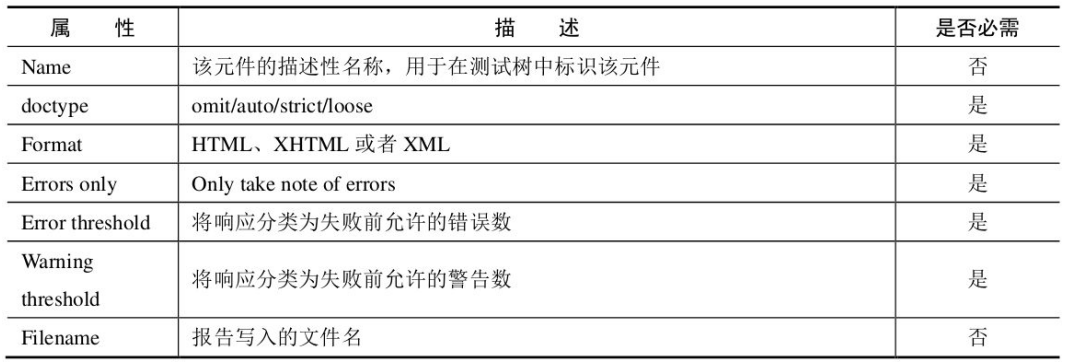 属 性 描 述 是否必需
Name 该元件的描述性名称，用于在测试树中标识该元件 否
doctype omit/auto/strict/loose 是
Format HTML、XHTML 或者 XML 是
Errors only Only take note of errors 是
Error threshold 将响应分类为失败前允许的错误数 是
Warning
threshold 将响应分类为失败前允许的警告数 是
Filename 报告写入的文件名 否